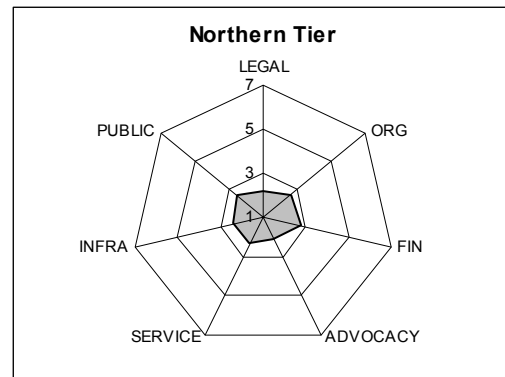 Northern Tier
LEGAL
7
PUBLIC
ORG
5
3
1
INFRA
FIN
SERVICE
ADVOCACY